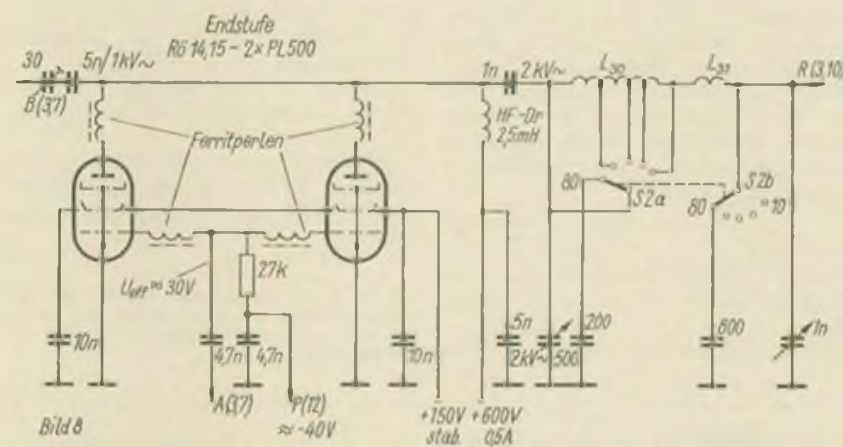 Endstufe
Rö 14,15 – 2× PL500
30
5n/1kV~
B(3,7)
1n
2kV~
L30
L31
R(3,10)
HF-Dr
2,5mH
Ferritperlen
80
S2a
80
S2b
10
Ueff ≈ 30V
27k
10n
4,7n
4,7n
10n
5n
2kV~
500
200
600
1n
A(3,7)
P(12)
≈ -40V
+150V
stab.
+600V
0,5A
Bild 8